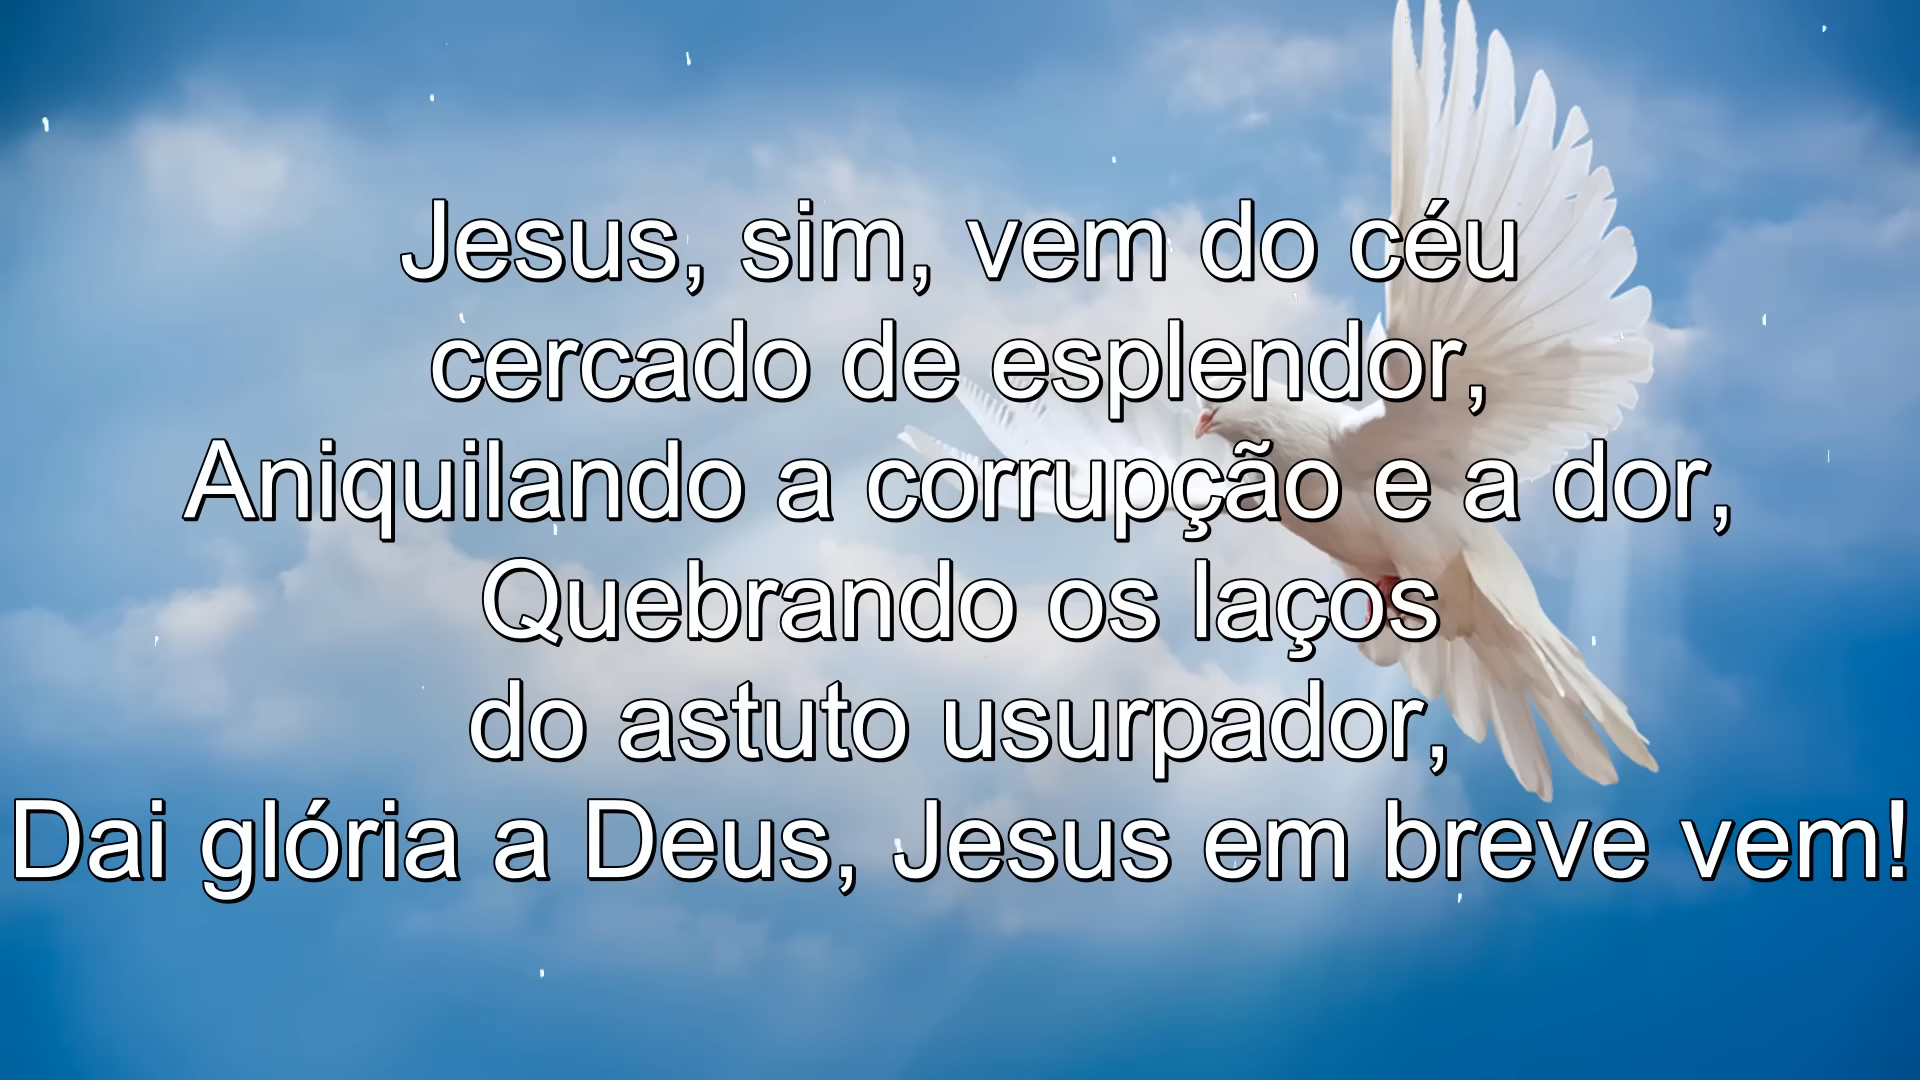 Jesus, sim, vem do céu
cercado de esplendor,
Aniquilando a corrupção e a dor,
Quebrando os laços
do astuto usurpador,
Dai glória a Deus, Jesus em breve vem!